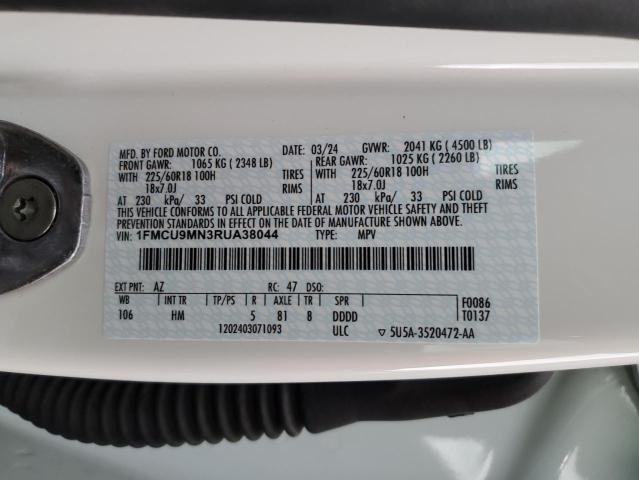 MFD. BY FORD MOTOR CO. DATE: 03/24 GVWR: 2041 KG ( 4500 LB)
FRONT GAWR: 1065 KG ( 2348 LB) REAR GAWR: 1025 KG ( 2260 LB)
WITH 225/60R18 100H TIRES WITH 225/60R18 100H TIRES
18x7.0J RIMS 18x7.0J RIMS
AT 230 kPa/ 33 PSI COLD AT 230 kPa/ 33 PSI COLD
THIS VEHICLE CONFORMS TO ALL APPLICABLE FEDERAL MOTOR VEHICLE SAFETY AND THEFT
PREVENTION STANDARDS IN EFFECT ON THE DATE OF MANUFACTURE SHOWN ABOVE.
VIN: 1FMCU9MN3RUA38044 TYPE: MPV
EXT PNT: AZ RC: 47 DSO:
WB INT TR TP/PS R AXLE TR SPR F0086
106 HM 5 81 8 DDDD T0137
1202403071093 ULC ▽ 5U5A-3520472-AA